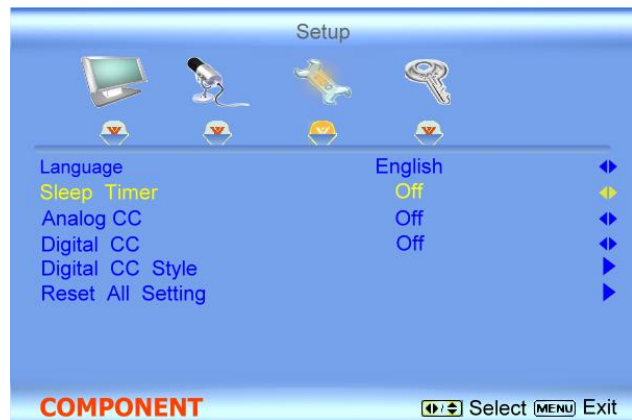 Setup
Language English
Sleep Timer Off
Analog CC Off
Digital CC Off
Digital CC Style
Reset All Setting
COMPONENT Select MENU Exit